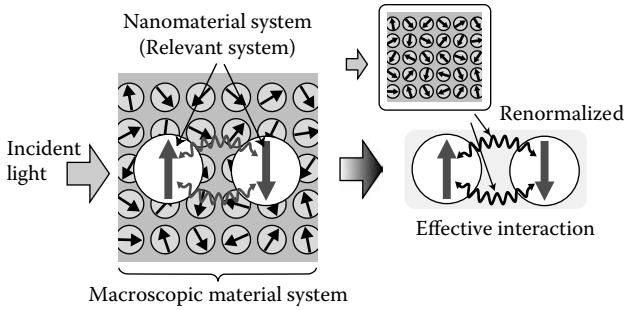 Nanomaterial system
(Relevant system)
Incident
light
Renormalized
Effective interaction
Macroscopic material system